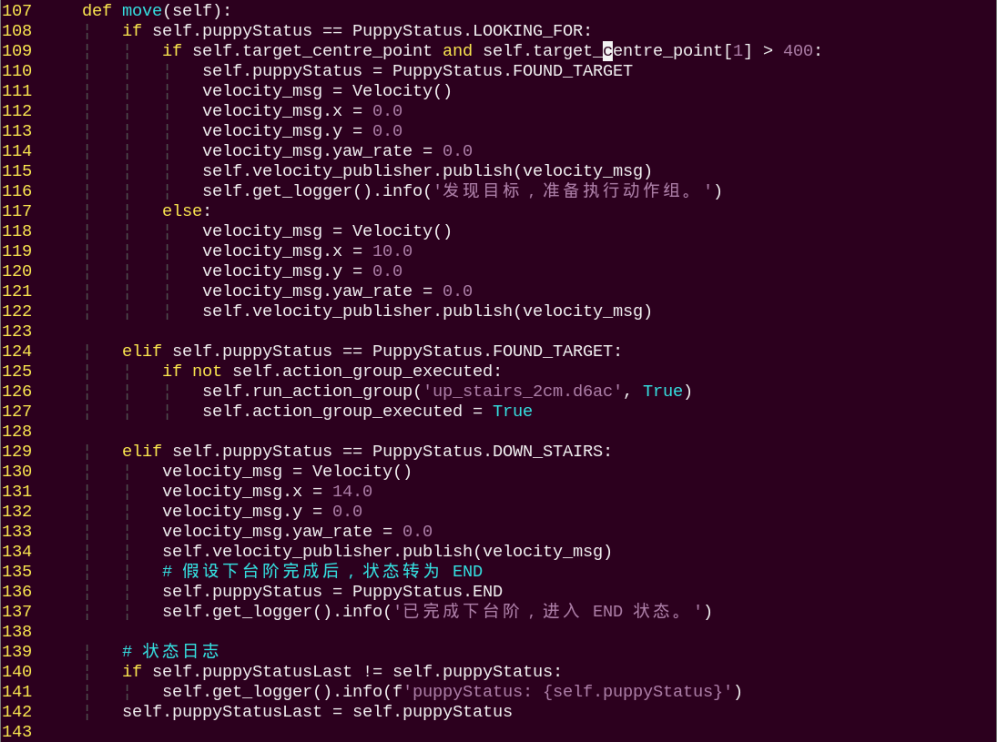 107     def move(self):
108         if self.puppyStatus == PuppyStatus.LOOKING_FOR:
109             if self.target_centre_point and self.target_centre_point[1] > 400:
110                 self.puppyStatus = PuppyStatus.FOUND_TARGET
111                 velocity_msg = Velocity()
112                 velocity_msg.x = 0.0
113                 velocity_msg.y = 0.0
114                 velocity_msg.yaw_rate = 0.0
115                 self.velocity_publisher.publish(velocity_msg)
116                 self.get_logger().info('发现目标，准备执行动作组。')
117             else:
118                 velocity_msg = Velocity()
119                 velocity_msg.x = 10.0
120                 velocity_msg.y = 0.0
121                 velocity_msg.yaw_rate = 0.0
122                 self.velocity_publisher.publish(velocity_msg)
123
124         elif self.puppyStatus == PuppyStatus.FOUND_TARGET:
125             if not self.action_group_executed:
126                 self.run_action_group('up_stairs_2cm.d6ac', True)
127                 self.action_group_executed = True
128
129         elif self.puppyStatus == PuppyStatus.DOWN_STAIRS:
130             velocity_msg = Velocity()
131             velocity_msg.x = 14.0
132             velocity_msg.y = 0.0
133             velocity_msg.yaw_rate = 0.0
134             self.velocity_publisher.publish(velocity_msg)
135             # 假设下台阶完成后，状态转为 END
136             self.puppyStatus = PuppyStatus.END
137             self.get_logger().info('已完成下台阶，进入 END 状态。')
138
139         # 状态日志
140         if self.puppyStatusLast != self.puppyStatus:
141             self.get_logger().info(f'puppyStatus: {self.puppyStatus}')
142         self.puppyStatusLast = self.puppyStatus
143